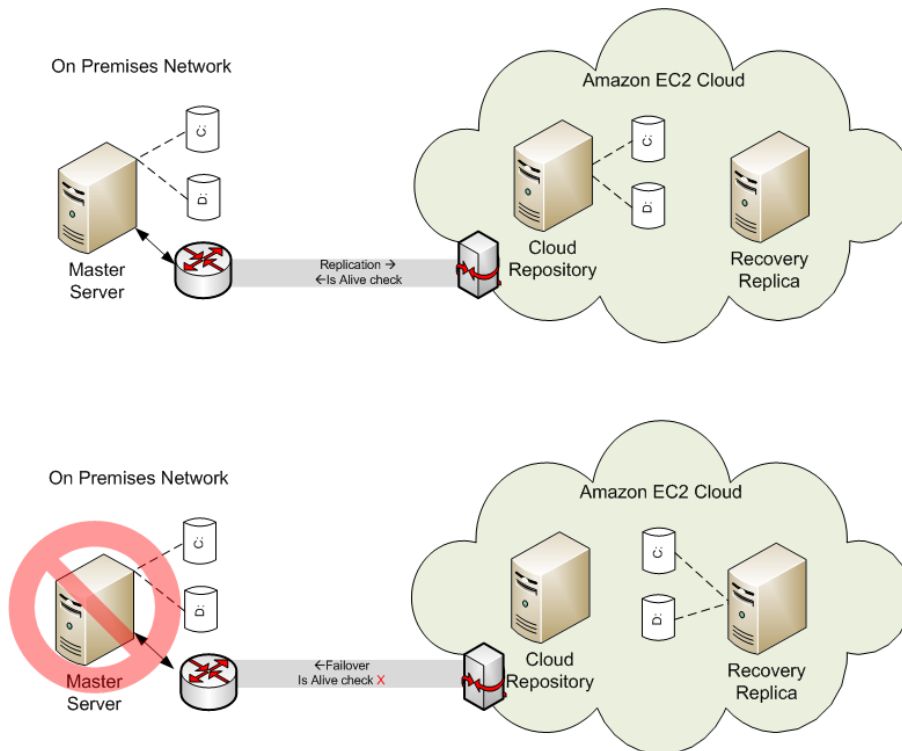 On Premises Network
Amazon EC2 Cloud
C:
D:
C:
D:
Master
Server
Replication →
←Is Alive check
Cloud
Repository
Recovery
Replica
On Premises Network
Amazon EC2 Cloud
C:
D:
C:
D:
Master
Server
←Failover
Is Alive check X
Cloud
Repository
Recovery
Replica